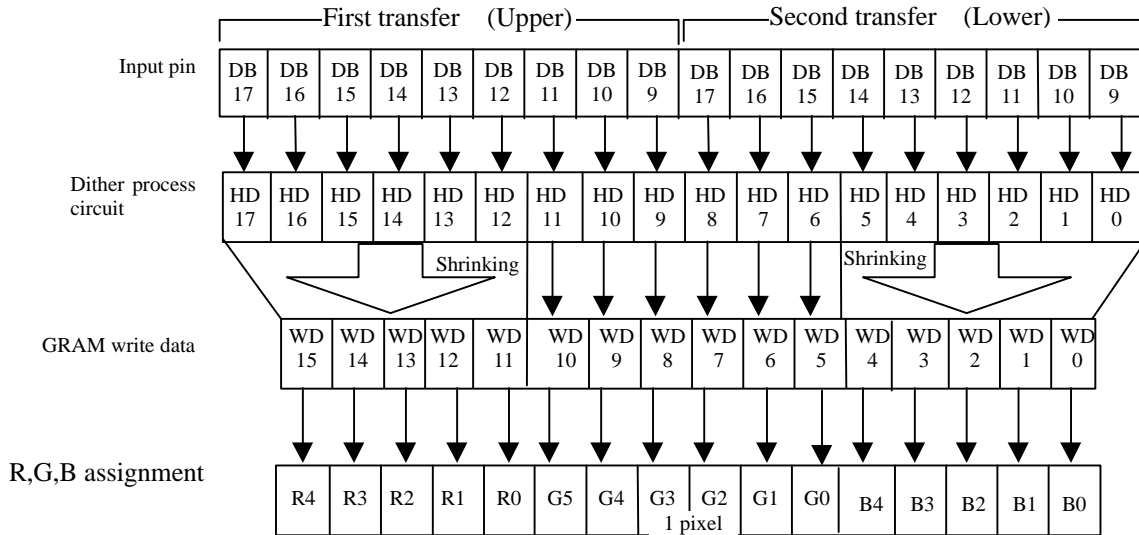 First transfer (Upper) Second transfer (Lower)
Input pin
DB DB DB DB DB DB DB DB DB DB DB DB DB DB DB DB DB DB
17 16 15 14 13 12 11 10 9 17 16 15 14 13 12 11 10 9
Dither process
circuit
HD HD HD HD HD HD HD HD HD HD HD HD HD HD HD HD HD HD
17 16 15 14 13 12 11 10 9 8 7 6 5 4 3 2 1 0
Shrinking Shrinking
GRAM write data
WD WD WD WD WD WD WD WD WD WD WD WD WD WD WD WD
15 14 13 12 11 10 9 8 7 6 5 4 3 2 1 0
R,G,B assignment
R4 R3 R2 R1 R0 G5 G4 G3 G2 G1 G0 B4 B3 B2 B1 B0
1 pixel